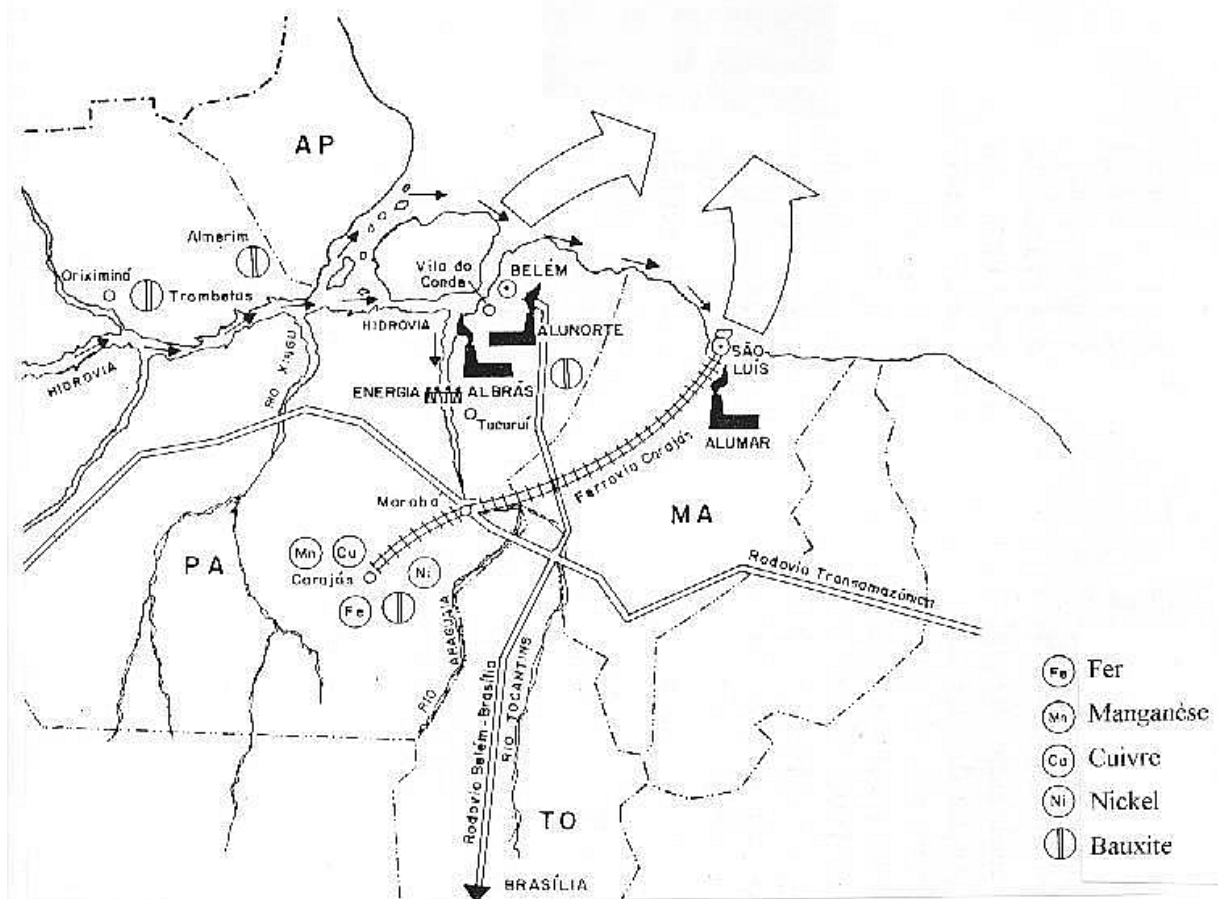 AP
Almerim
Oriximiná
Trombetas
HIDROVIA
RIO XINGU
Vila do
Conde
BELÉM
HIDROVIA
ALUNORTE
ENERGIA
ALBRÁS
Tucuruí
SÃO
LUÍS
ALUMAR
Ferrovia Carajás
Marabá
MA
PA
Mn
Cu
Ni
Carajás
Fe
RIO ARAGUAIA
Rodovia Transamazônica
Rodovia Belém-Brasília
RIO TOCANTINS
TO
BRASÍLIA
Fe Fer
Mn Manganèse
Cu Cuivre
Ni Nickel
Bauxite